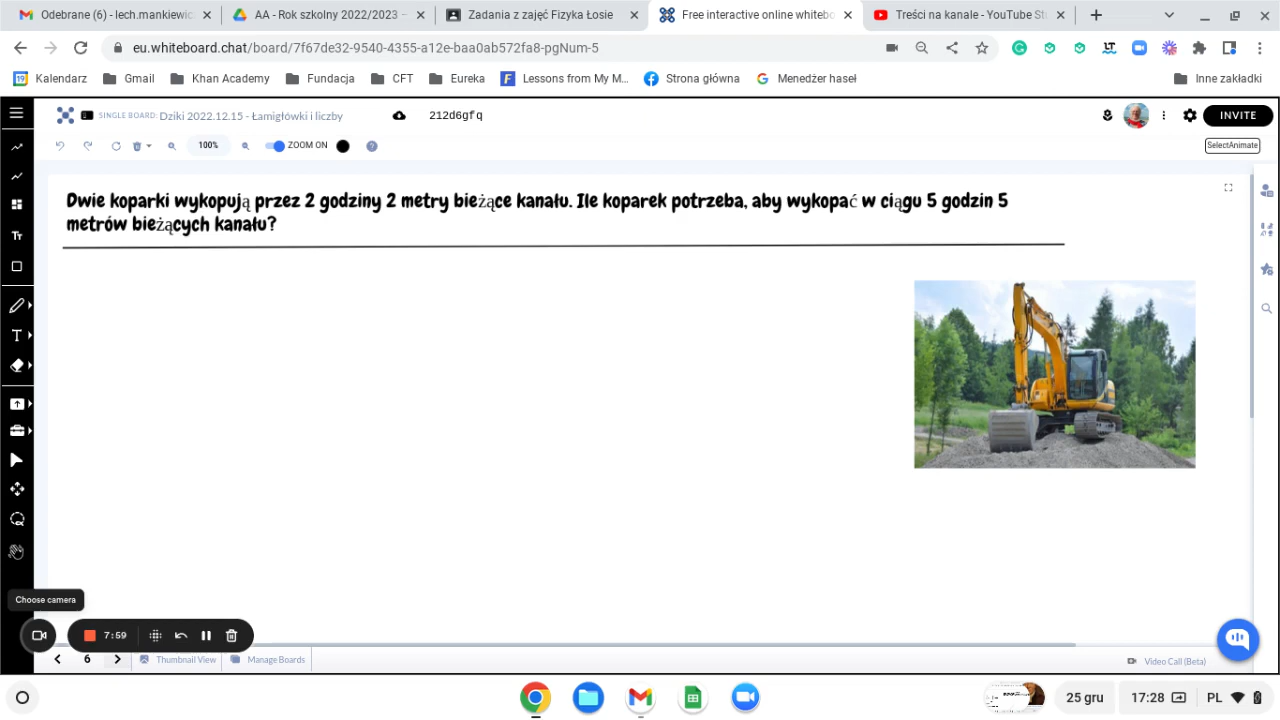 Odebrane (6) - lech.mankiewic
AA - Rok szkolny 2022/2023 –
Zadania z zajęć Fizyka Łosie
Free interactive online whitebo
Treści na kanale - YouTube St
eu.whiteboard.chat/board/7f67de32-9540-4355-a12e-baa0ab572fa8-pgNum-5
Kalendarz
Gmail
Khan Academy
Fundacja
CFT
Eureka
Lessons from My M...
Strona główna
Menedżer haseł
Inne zakładki
SINGLE BOARD: Dziki 2022.12.15 - Łamigłówki i liczby
212d6gfq
INVITE
100%
ZOOM ON
SelectAnimate
Dwie koparki wykopują przez 2 godziny 2 metry bieżące kanału. Ile koparek potrzeba, aby wykopać w ciągu 5 godzin 5
metrów bieżących kanału?
Choose camera
7:59
6
Thumbnail View
Manage Boards
Video Call (Beta)
25 gru
17:28
PL